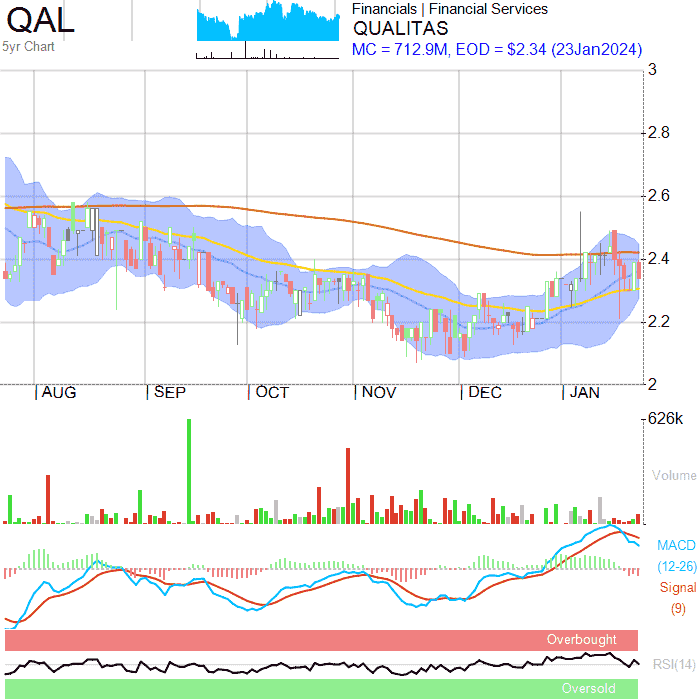 QAL
5yr Chart
Financials | Financial Services
QUALITAS
MC = 712.9M, EOD = $2.34 (23Jan2024)
3
2.8
2.6
2.4
2.2
2
AUG SEP OCT NOV DEC JAN
626k
Volume
MACD
(12-26)
Signal
(9)
Overbought
RSI(14)
Oversold